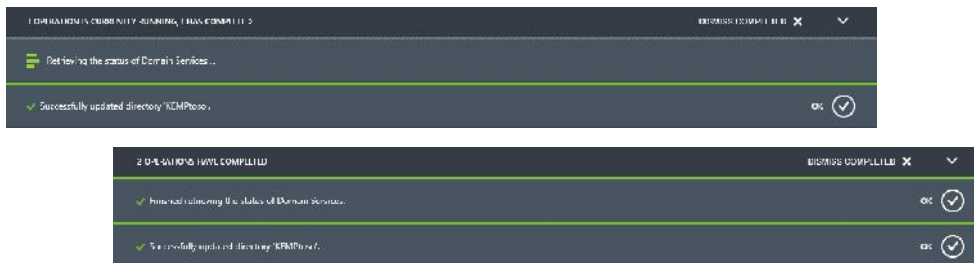 1 OPERATION IS CURRENTLY RUNNING, 1 HAS COMPLETED
DISMISS COMPLETED
Retrieving the status of Domain Services...
Successfully updated directory 'KEMPtoso'.
OK
2 OPERATIONS HAVE COMPLETED
DISMISS COMPLETED
Finished retrieving the status of Domain Services.
OK
Successfully updated directory 'KEMPtoso'.
OK